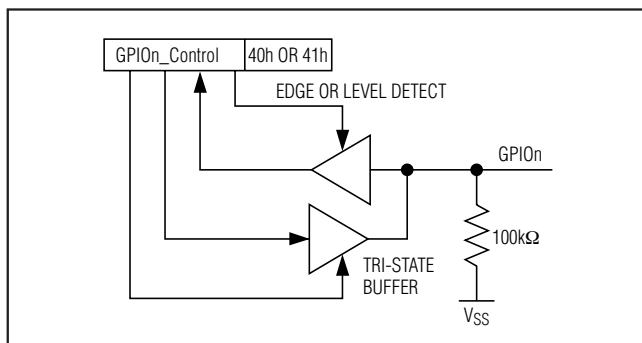 GPIOn_Control 40h OR 41h
EDGE OR LEVEL DETECT
GPIOn
100kΩ
TRI-STATE
BUFFER
VSS